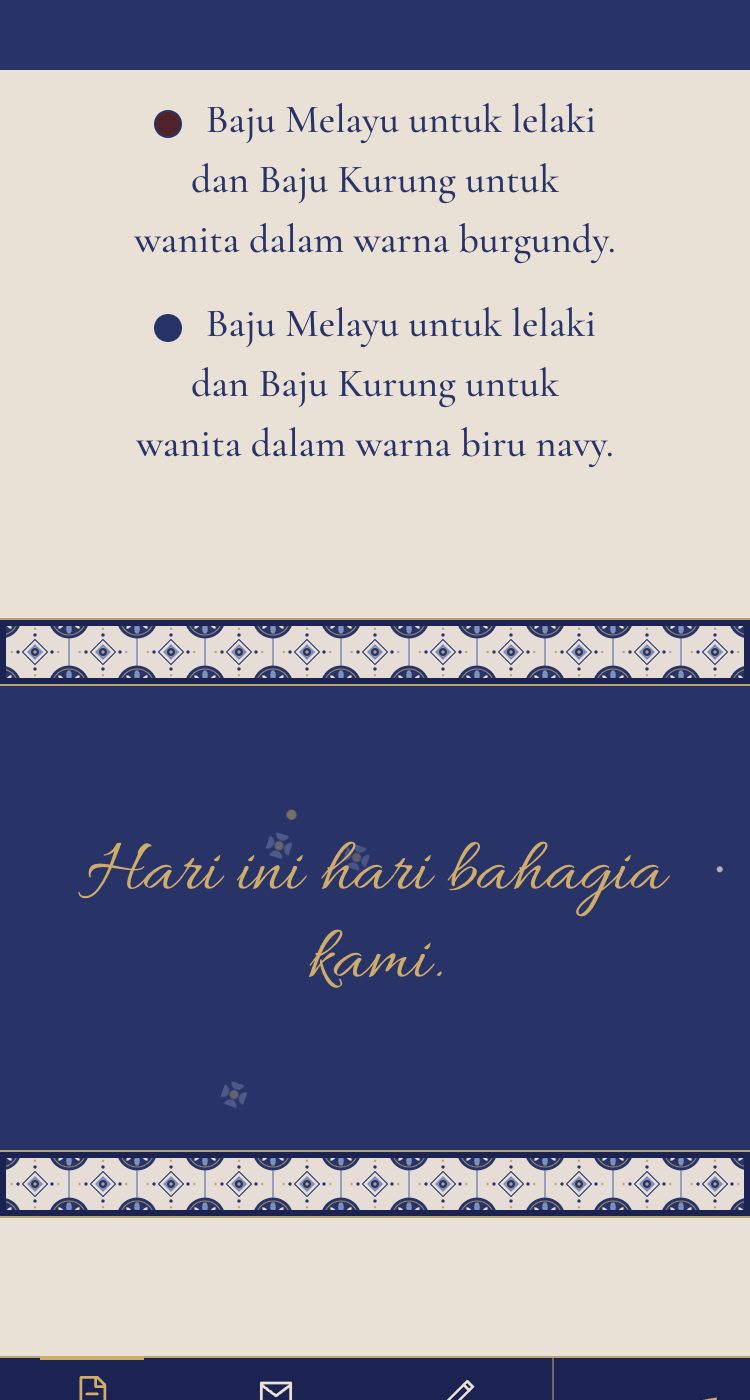 Baju Melayu untuk lelaki
dan Baju Kurung untuk
wanita dalam warna burgundy.
Baju Melayu untuk lelaki
dan Baju Kurung untuk
wanita dalam warna biru navy.
Hari ini hari bahagia
kami.